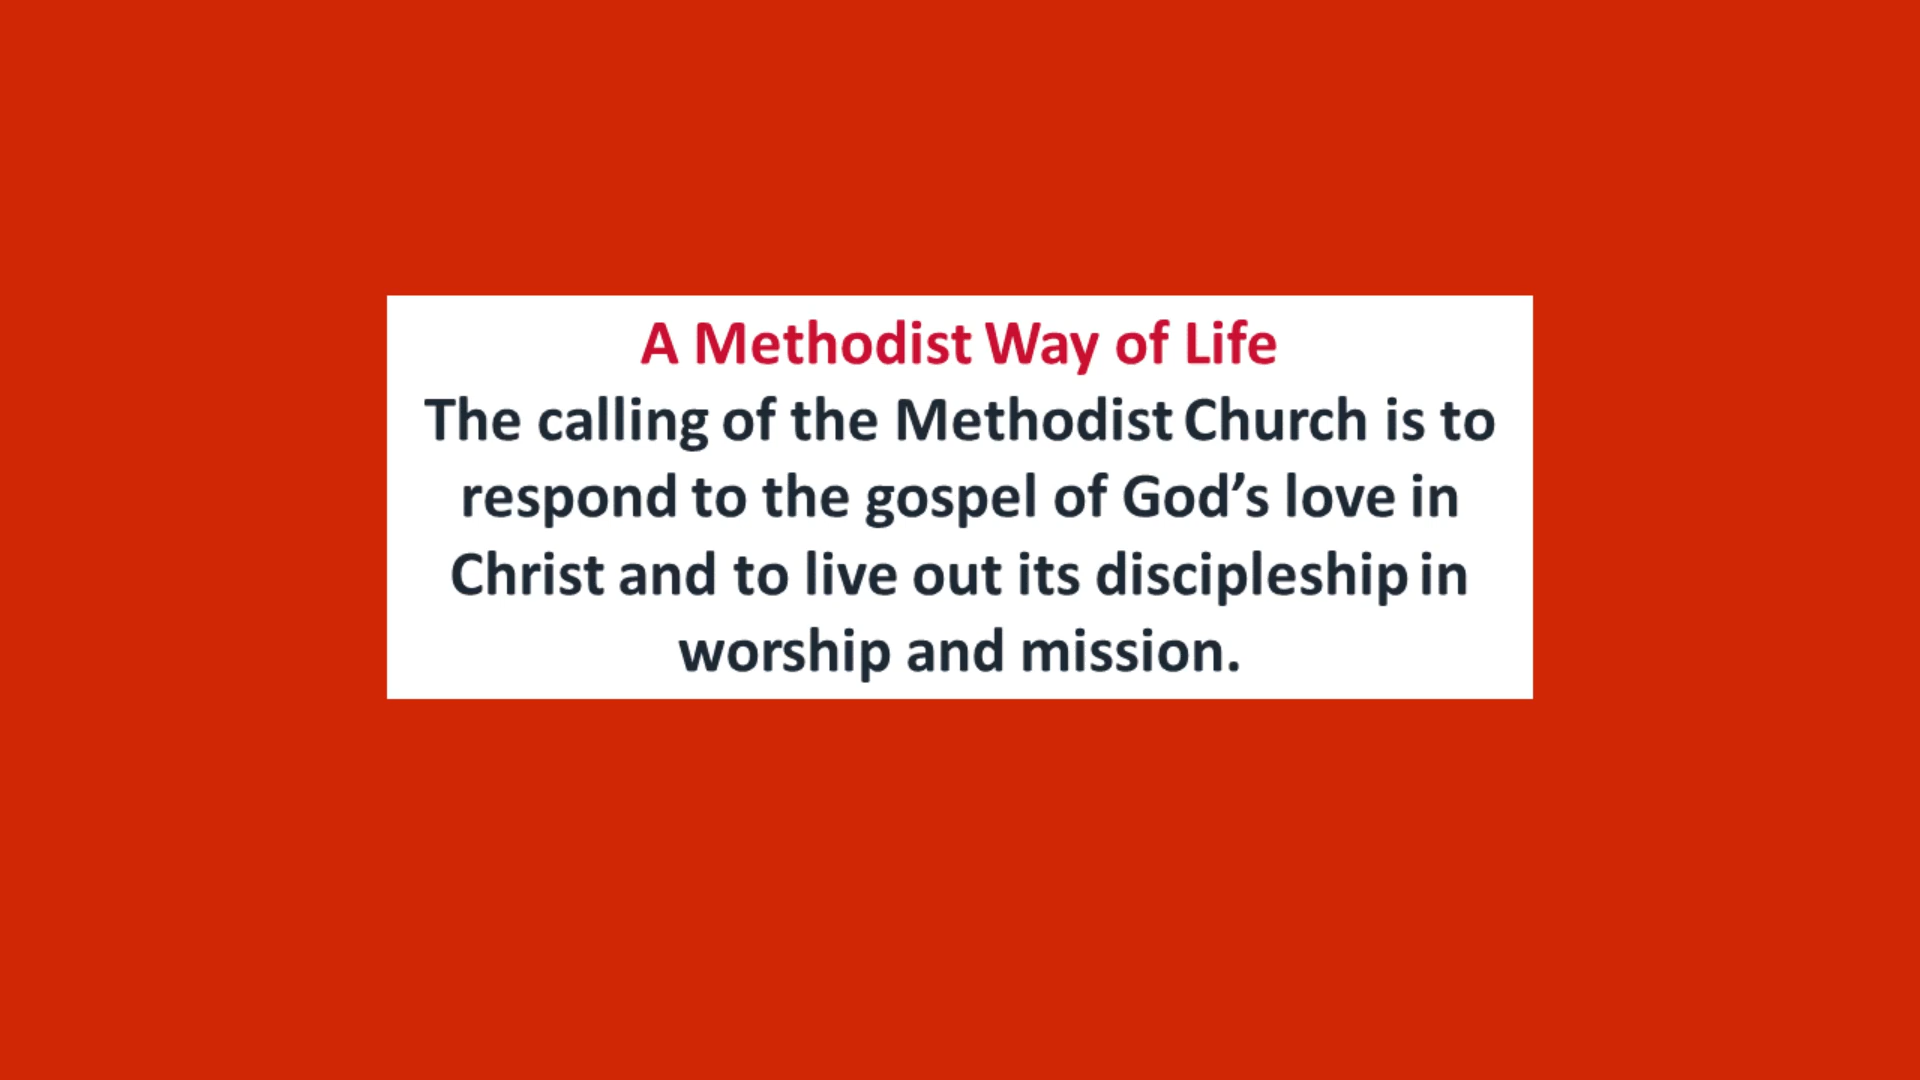 A Methodist Way of Life
The calling of the Methodist Church is to
respond to the gospel of God’s love in
Christ and to live out its discipleship in
worship and mission.